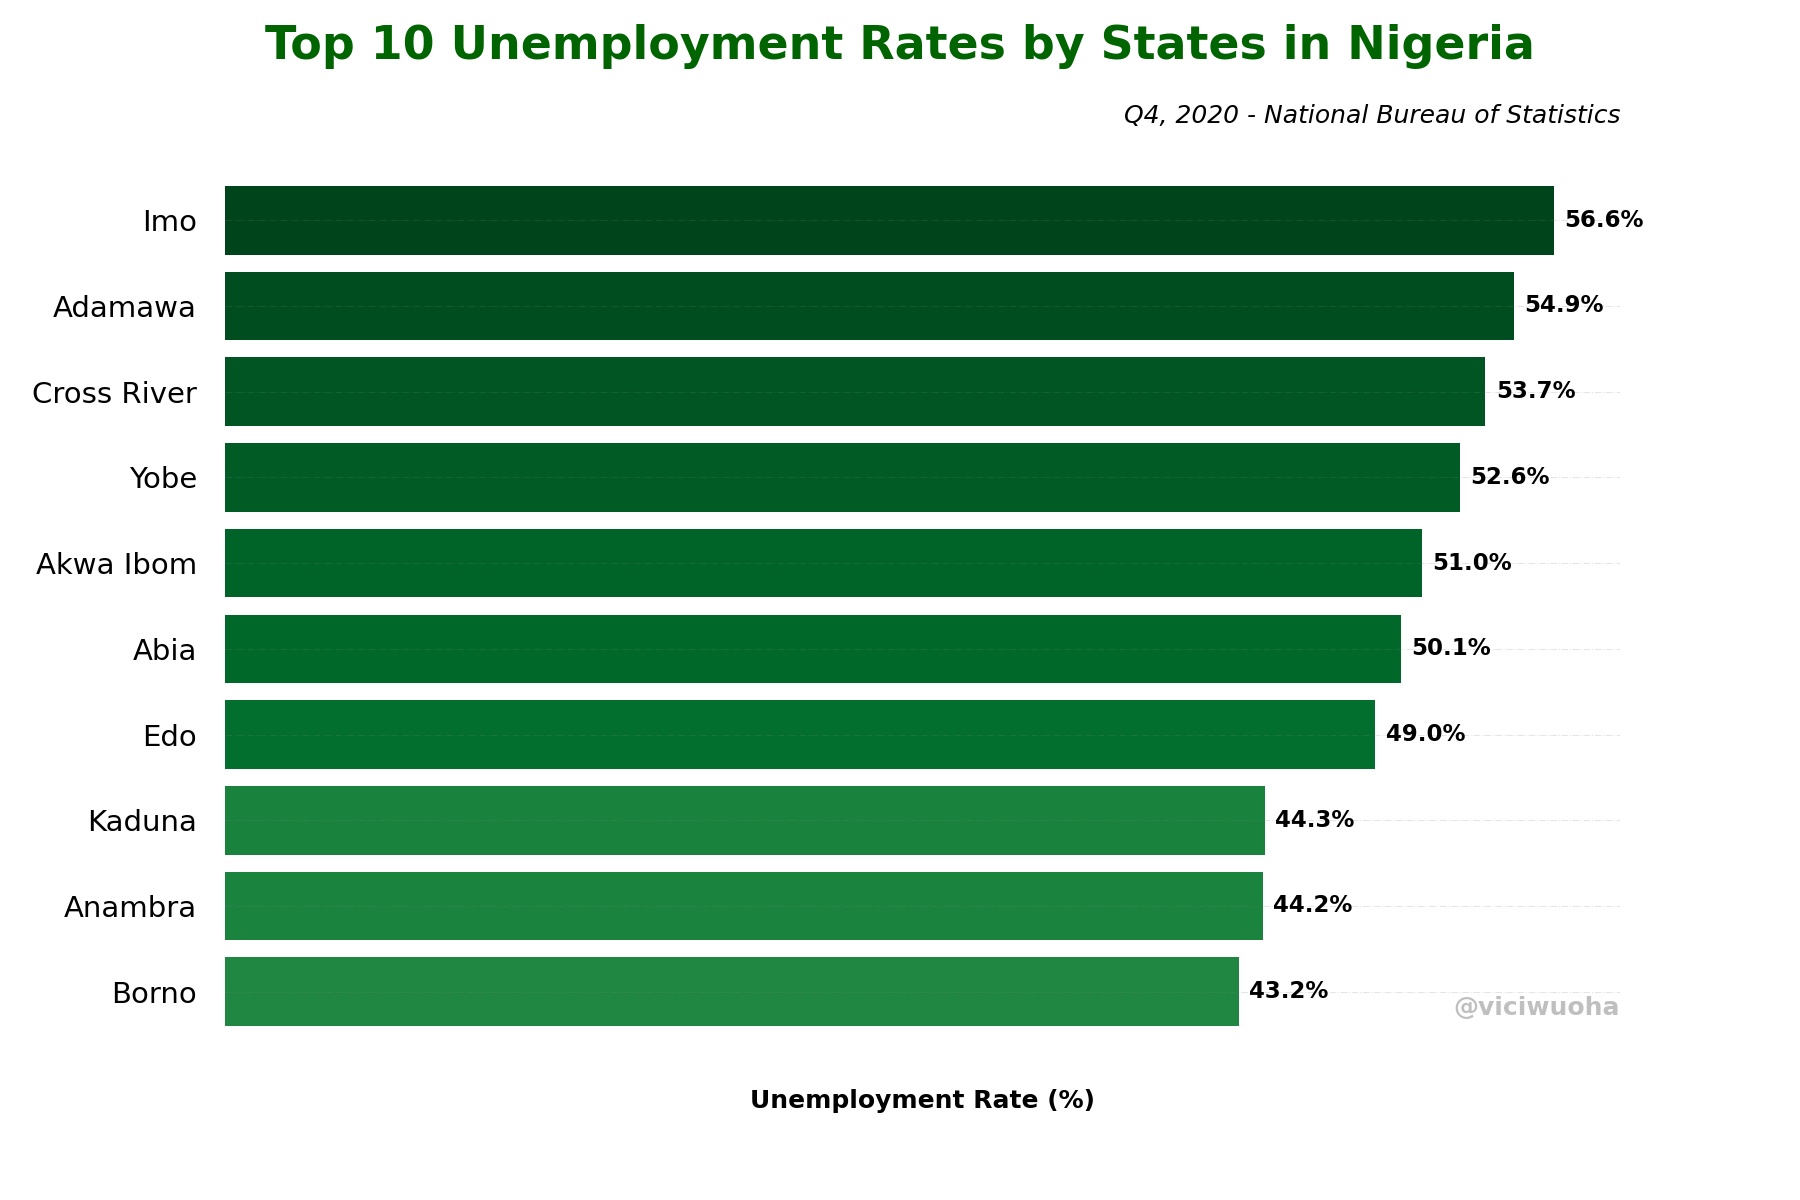 Top 10 Unemployment Rates by States in Nigeria
Q4, 2020 - National Bureau of Statistics
Imo 56.6%
Adamawa 54.9%
Cross River 53.7%
Yobe 52.6%
Akwa Ibom 51.0%
Abia 50.1%
Edo 49.0%
Kaduna 44.3%
Anambra 44.2%
Borno 43.2%
@viciwuoha
Unemployment Rate (%)